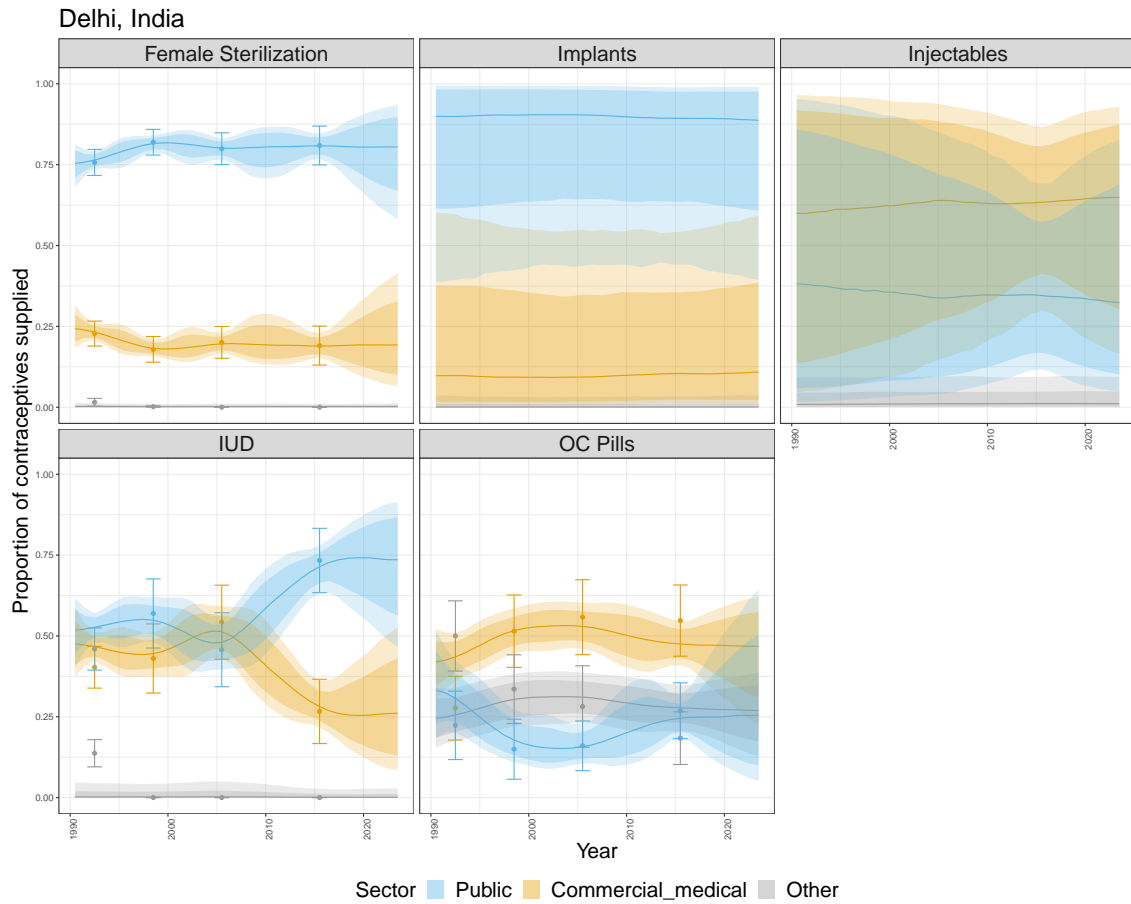 Delhi, India
Female Sterilization
Implants
Injectables
1.00
0.75
0.50
0.25
0.00
1990
2000
2010
2020
IUD
OC Pills
1.00
0.75
0.50
0.25
0.00
1990
2000
2010
2020
1990
2000
2010
2020
Proportion of contraceptives supplied
Year
Sector Public Commercial_medical Other